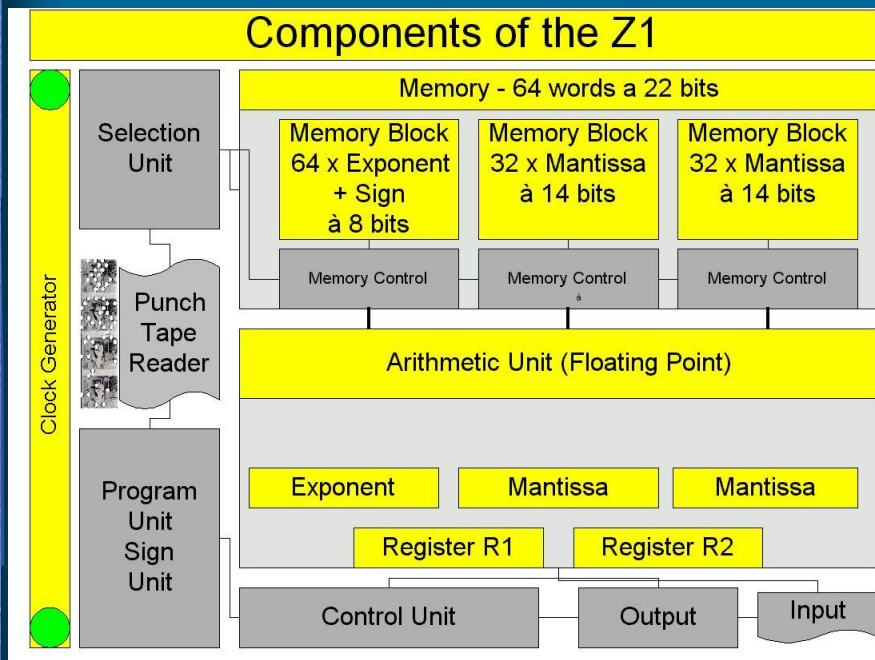 Components of the Z1
Clock Generator
Selection
Unit
Punch
Tape
Reader
Program
Unit
Sign
Unit
Memory - 64 words a 22 bits
Memory Block
64 x Exponent
+ Sign
à 8 bits
Memory Block
32 x Mantissa
à 14 bits
Memory Block
32 x Mantissa
à 14 bits
Memory Control
Memory Control
à
Memory Control
Arithmetic Unit (Floating Point)
Exponent
Mantissa
Mantissa
Register R1
Register R2
Control Unit
Output
Input